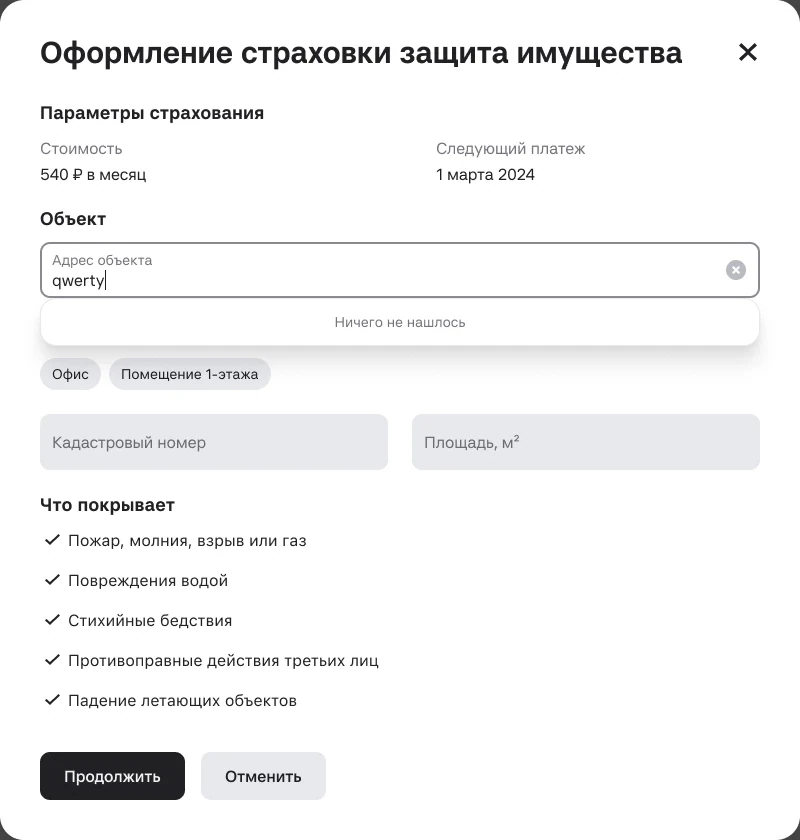 Оформление страховки защита имущества
Параметры страхования
Стоимость
Следующий платеж
540 ₽ в месяц
1 марта 2024
Объект
Адрес объекта
qwerty
Ничего не нашлось
Офис
Помещение 1-этажа
Кадастровый номер
Площадь, м²
Что покрывает
Пожар, молния, взрыв или газ
Повреждения водой
Стихийные бедствия
Противоправные действия третьих лиц
Падение летающих объектов
Продолжить
Отменить